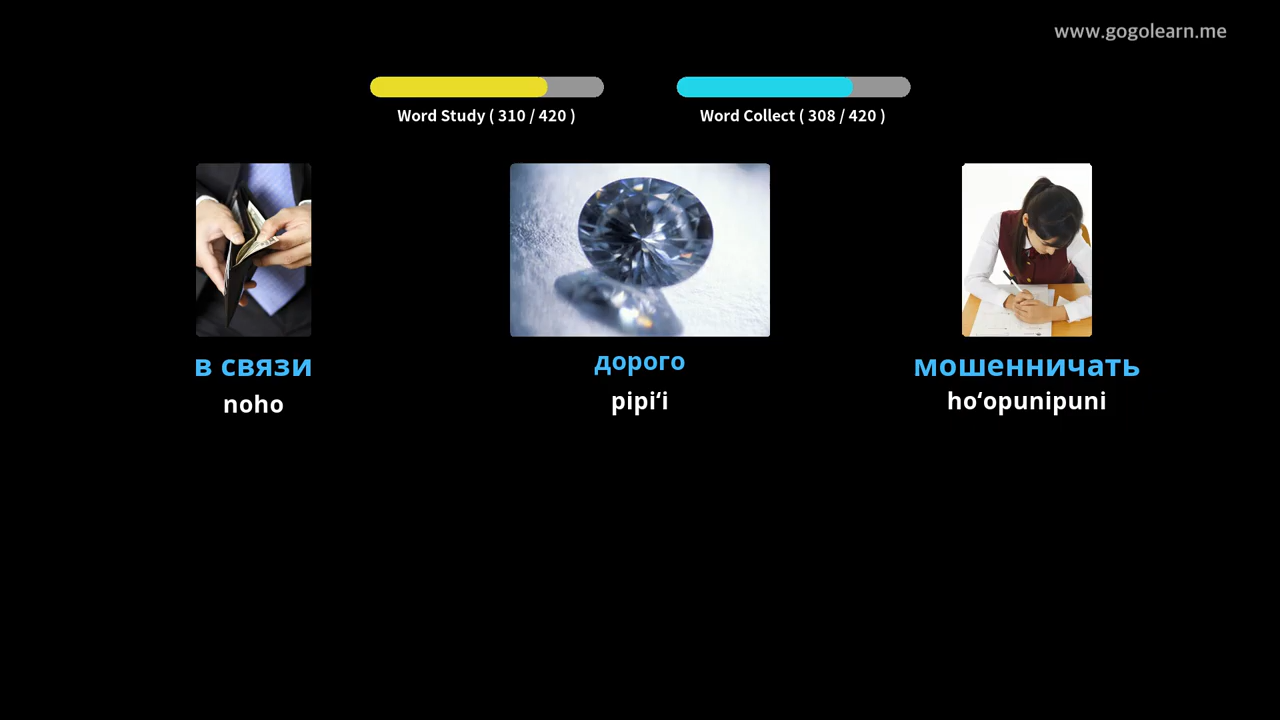 www.gogolearn.me
Word Study ( 310 / 420 )
Word Collect ( 308 / 420 )
в связи
дорого
мошенничать
noho
pipiʻi
hoʻopunipuni